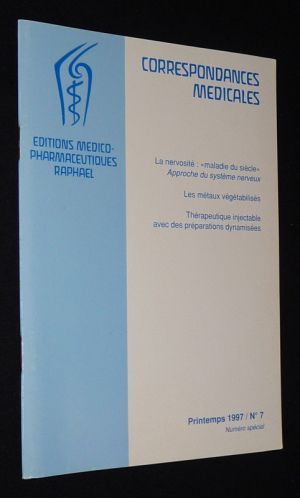 EDITIONS MEDICO-
PHARMACEUTIQUES
RAPHAEL
CORRESPONDANCES
MEDICALES
La nervosité : «maladie du siècle»
Approche du système nerveux
Les métaux végétabilisés
Thérapeutique injectable
avec des préparations dynamisées
Printemps 1997 / N° 7
Numéro spécial